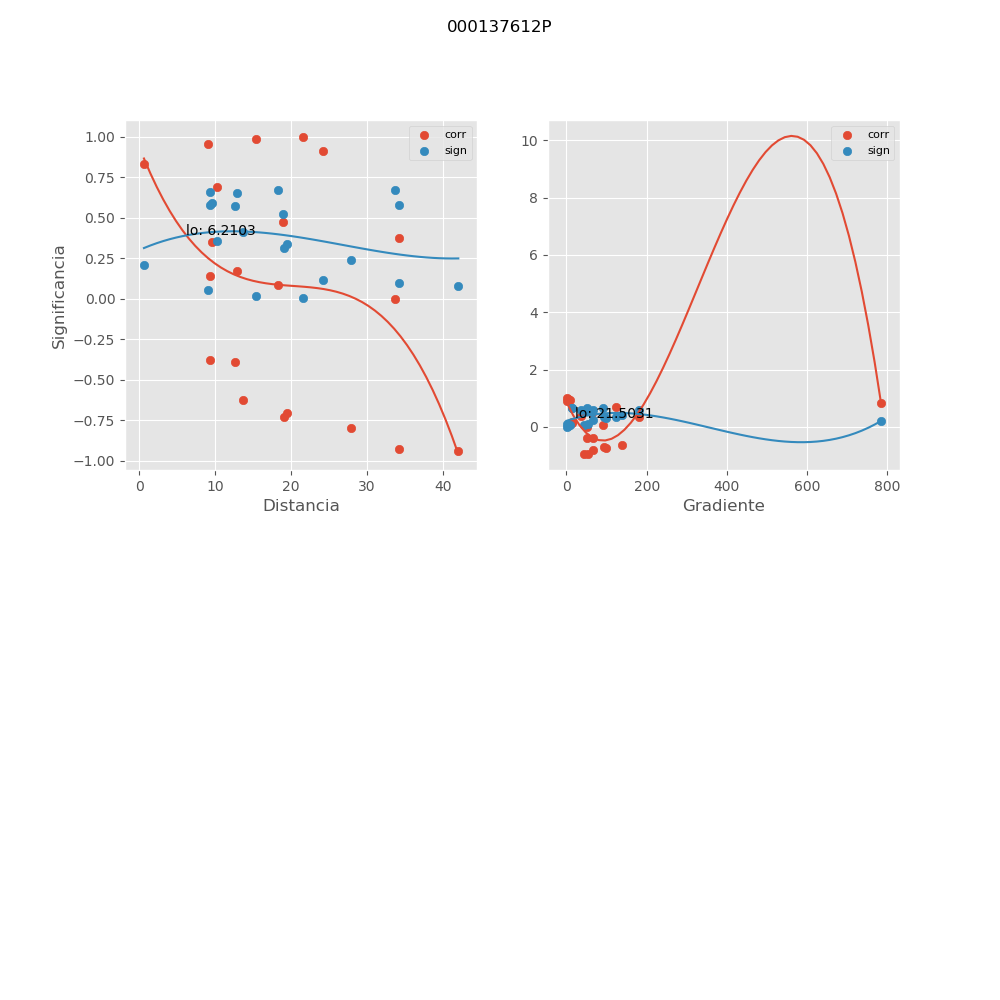 000137612P
1.00
0.75
0.50
0.25
0.00
−0.25
−0.50
−0.75
−1.00
Significancia
0
10
20
30
40
Distancia
corr
sign
lo: 6.2103
10
8
6
4
2
0
0
200
400
600
800
Gradiente
corr
sign
lo: 21.5031